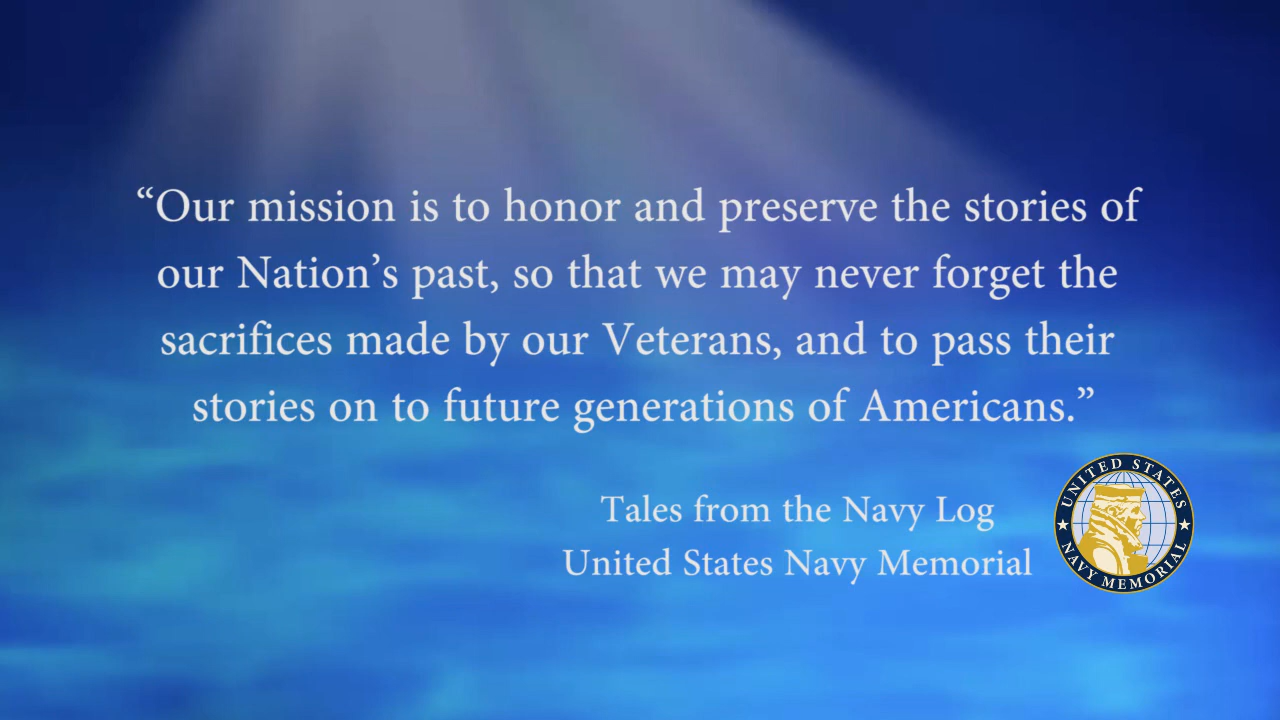 “Our mission is to honor and preserve the stories of
our Nation’s past, so that we may never forget the
sacrifices made by our Veterans, and to pass their
stories on to future generations of Americans.”
Tales from the Navy Log
United States Navy Memorial
UNITED STATES
NAVY MEMORIAL